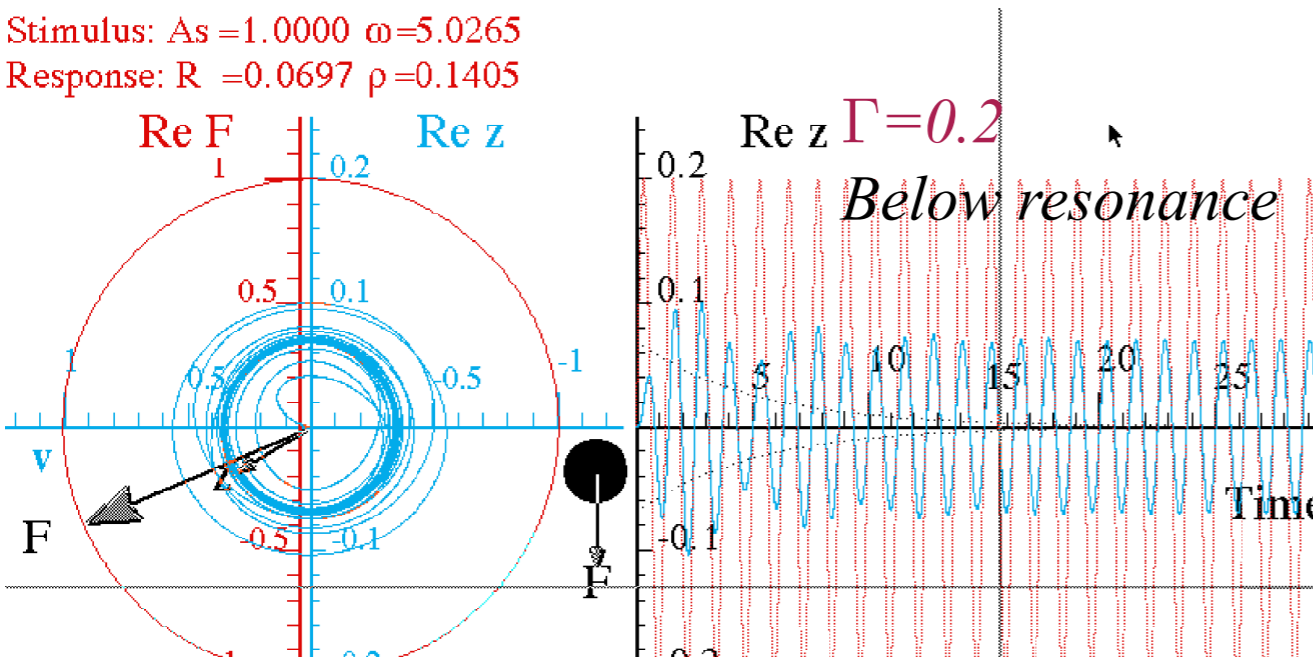 Stimulus: As =1.0000 ω=5.0265
Response: R =0.0697 ρ=0.1405
Re F
Re z
Re z
Γ=0.2
Below resonance
1
0.2
0.2
0.5
0.1
0.1
1
0.5
-0.5
-1
5
10
15
20
25
v
z
F
F
-0.5
-0.1
-0.1
Time